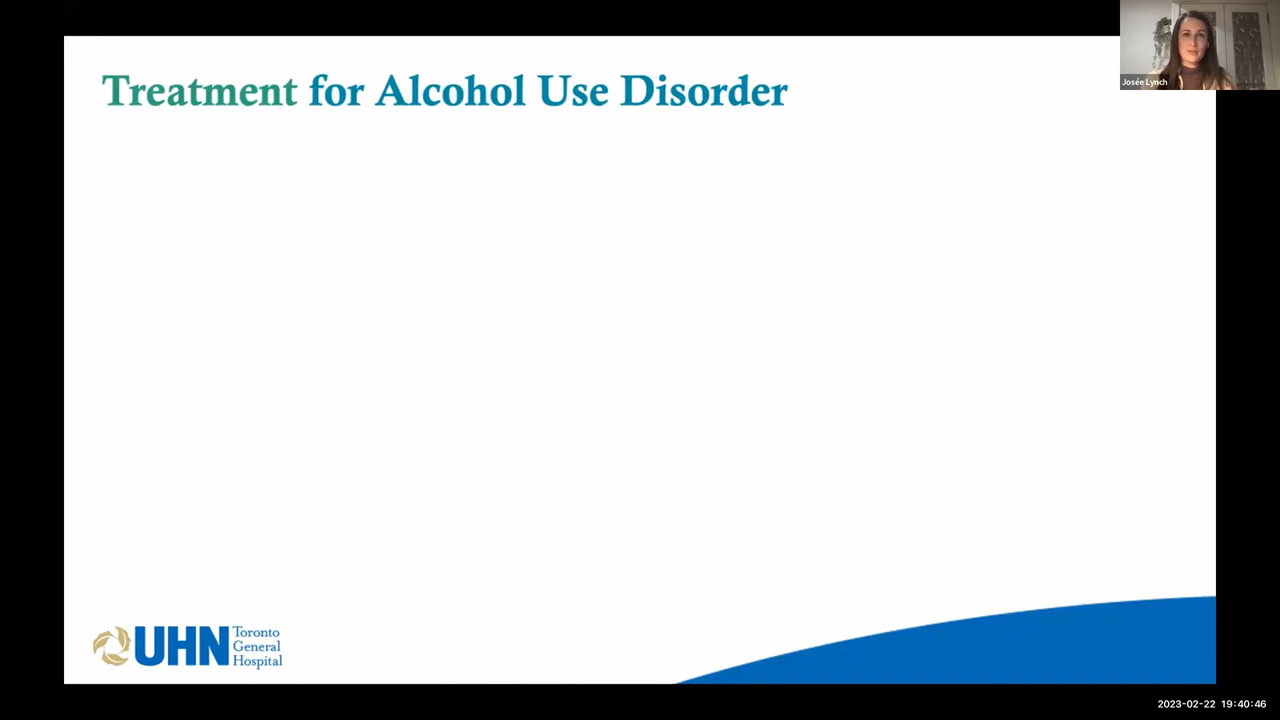 Treatment for Alcohol Use Disorder
Josée Lynch
UHN
Toronto
General
Hospital
2023-02-22 19:40:46